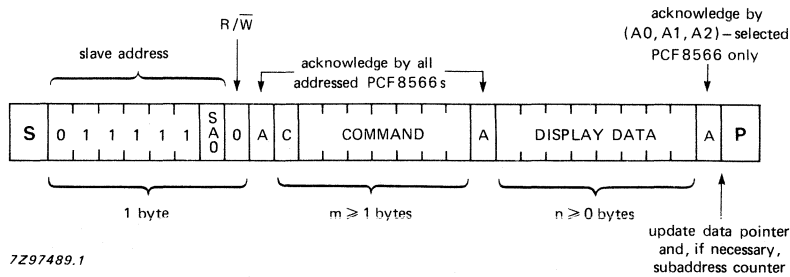 R/W
slave address
acknowledge by all
addressed PCF8566s
acknowledge by
(A0, A1, A2)–selected
PCF8566 only
S 0 1 1 1 1 1 SA0 0 A C COMMAND A DISPLAY DATA A P
1 byte
m ⩾ 1 bytes
n ⩾ 0 bytes
update data pointer
and, if necessary,
subaddress counter
7Z97489.1